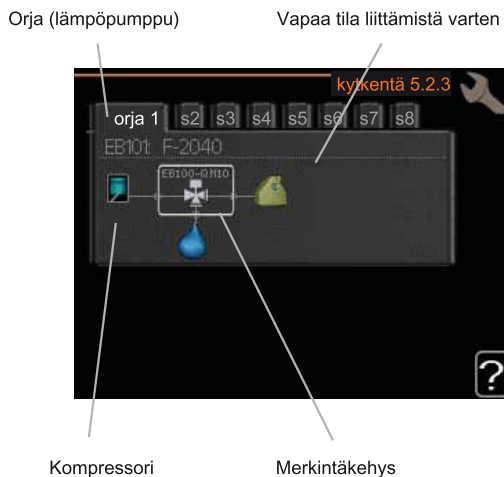 Orja (lämpöpumppu)
Vapaa tila liittämistä varten
kytkentä 5.2.3
orja 1 s2 s3 s4 s5 s6 s7 s8
EB101: F-2040
EB100-QM10
?
Kompressori
Merkintäkehys